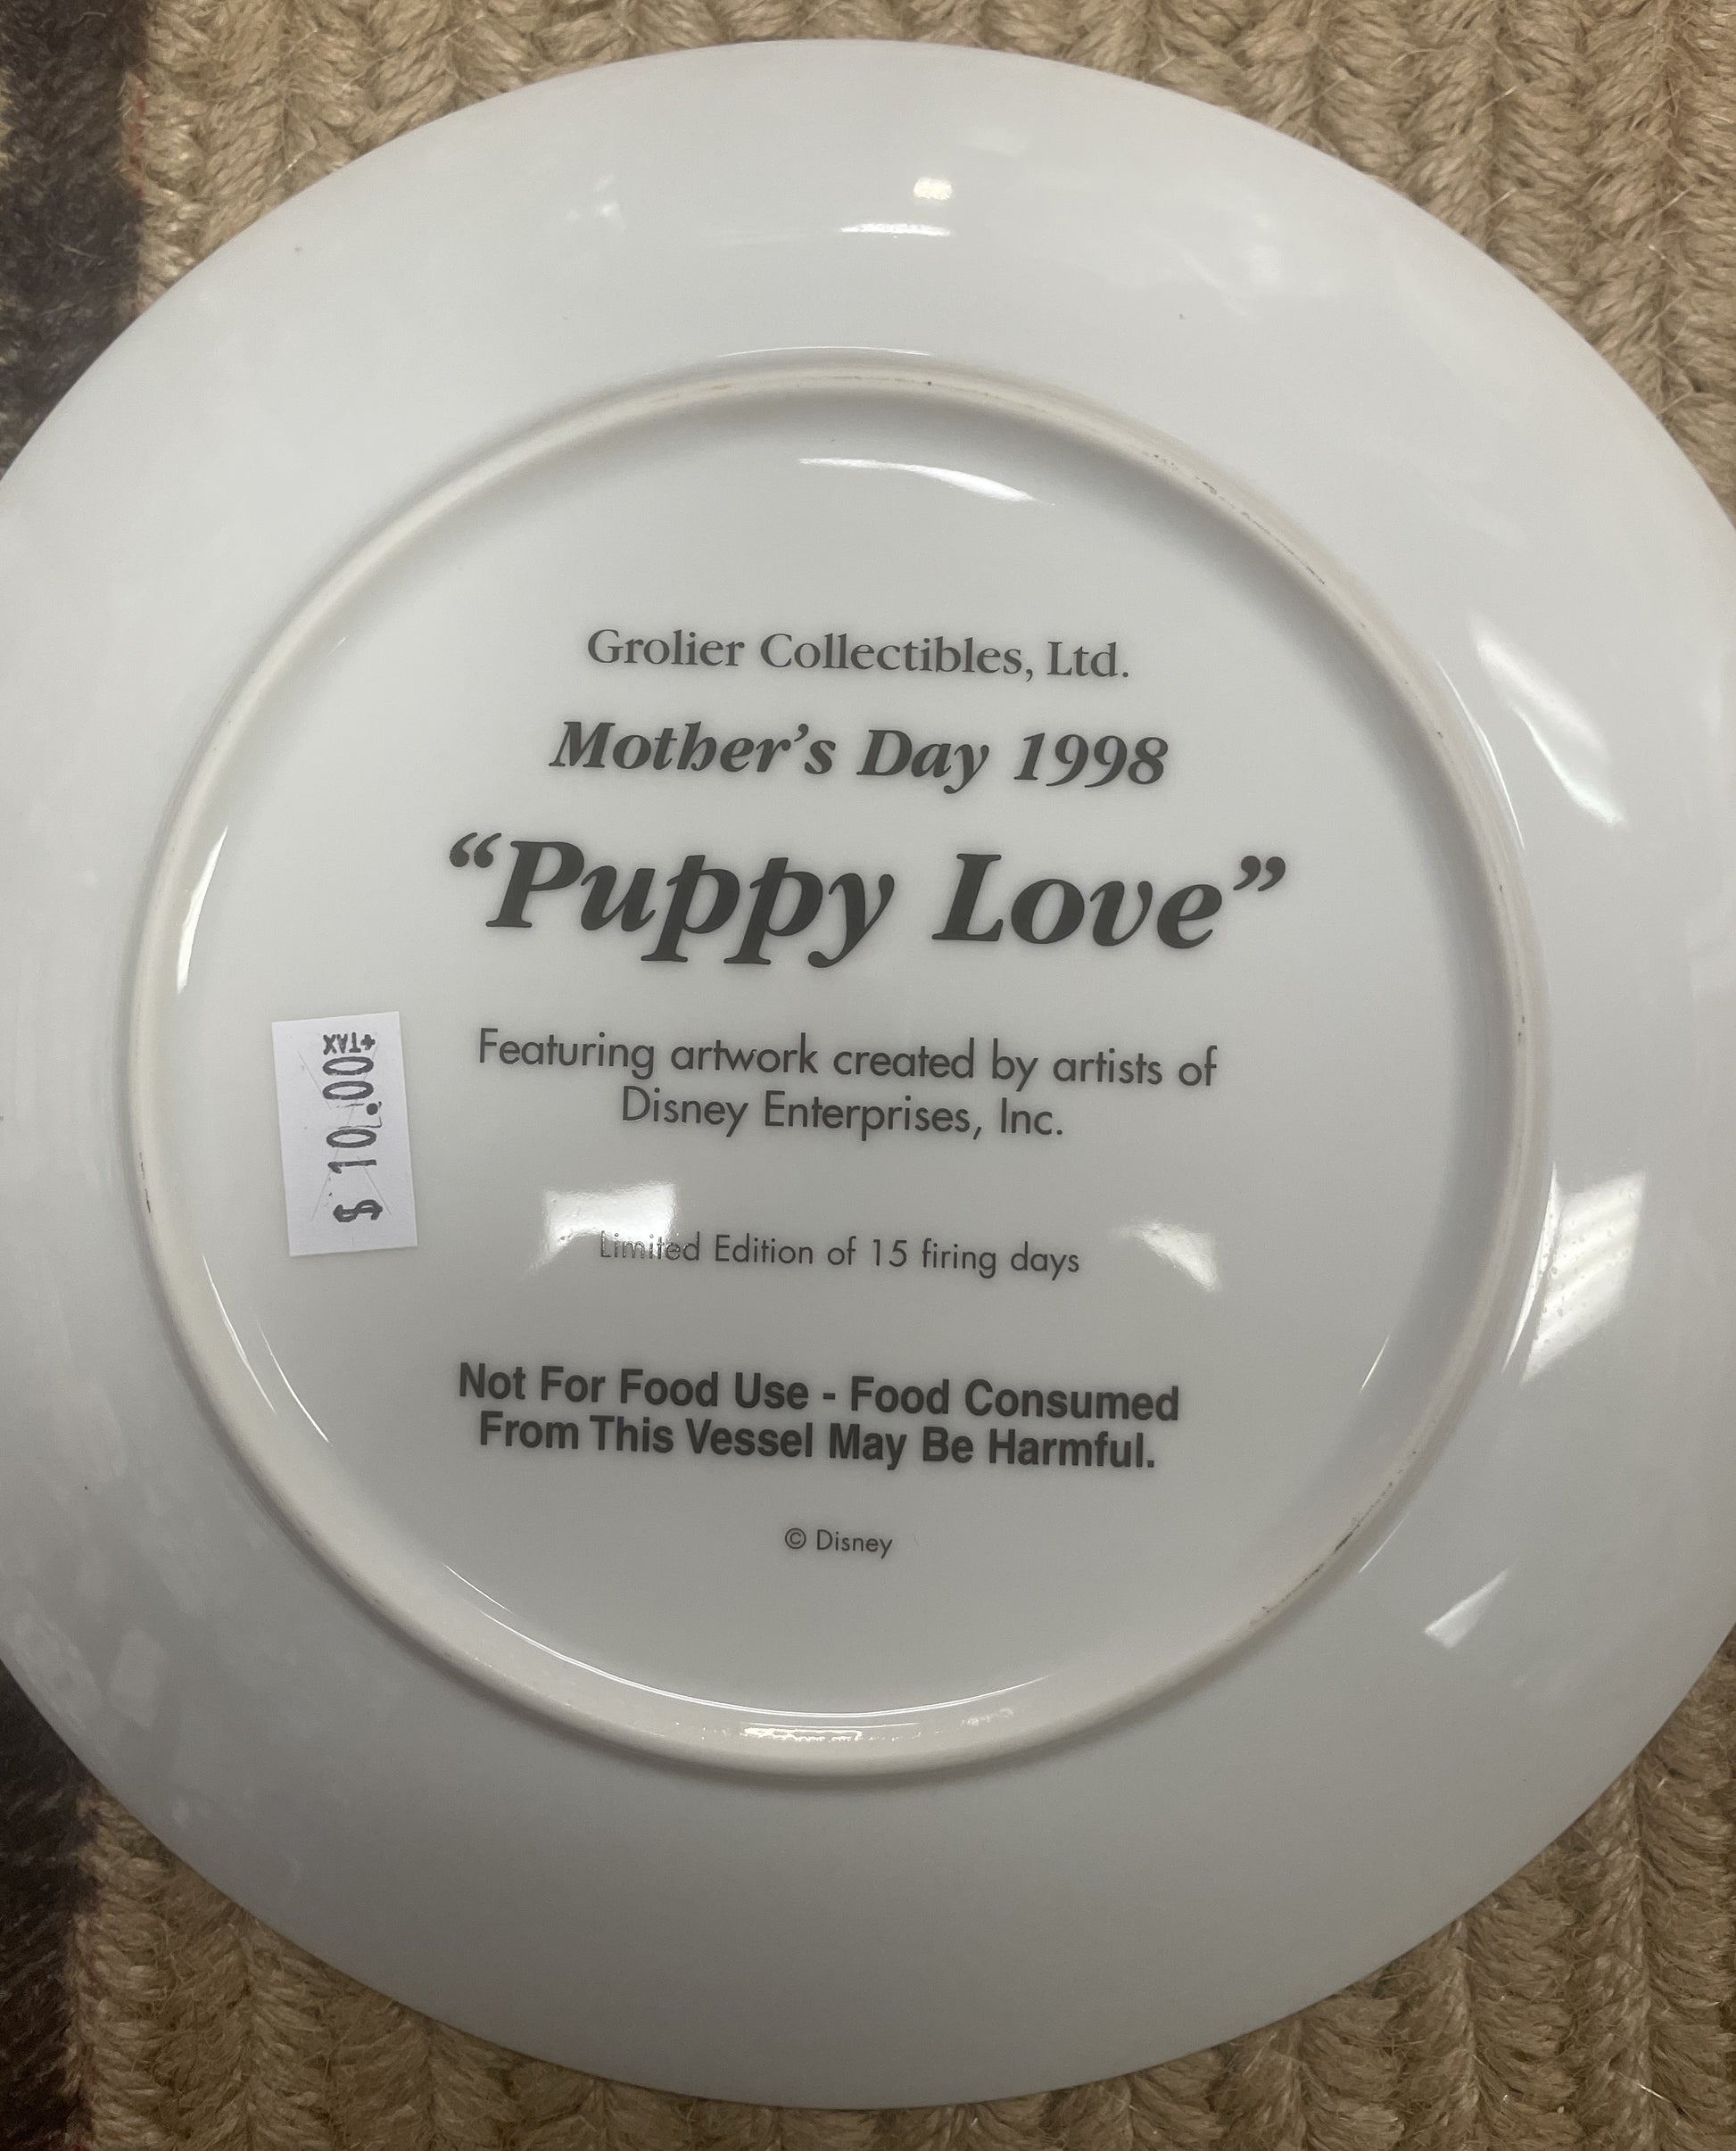 Grolier Collectibles, Ltd.
Mother's Day 1998
“Puppy Love”
Featuring artwork created by artists of
Disney Enterprises, Inc.
$ 10.00
+TAX
Limited Edition of 15 firing days
Not For Food Use - Food Consumed
From This Vessel May Be Harmful.
© Disney